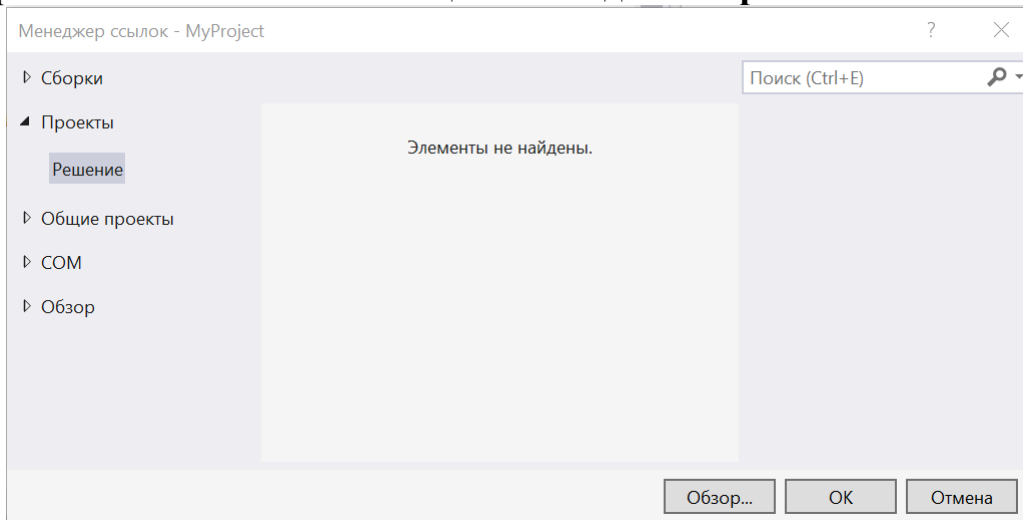 Менеджер ссылок - MyProject ?
Сборки
Поиск (Ctrl+E)
Проекты
Элементы не найдены.
Решение
Общие проекты
COM
Обзор
Обзор... OK Отмена